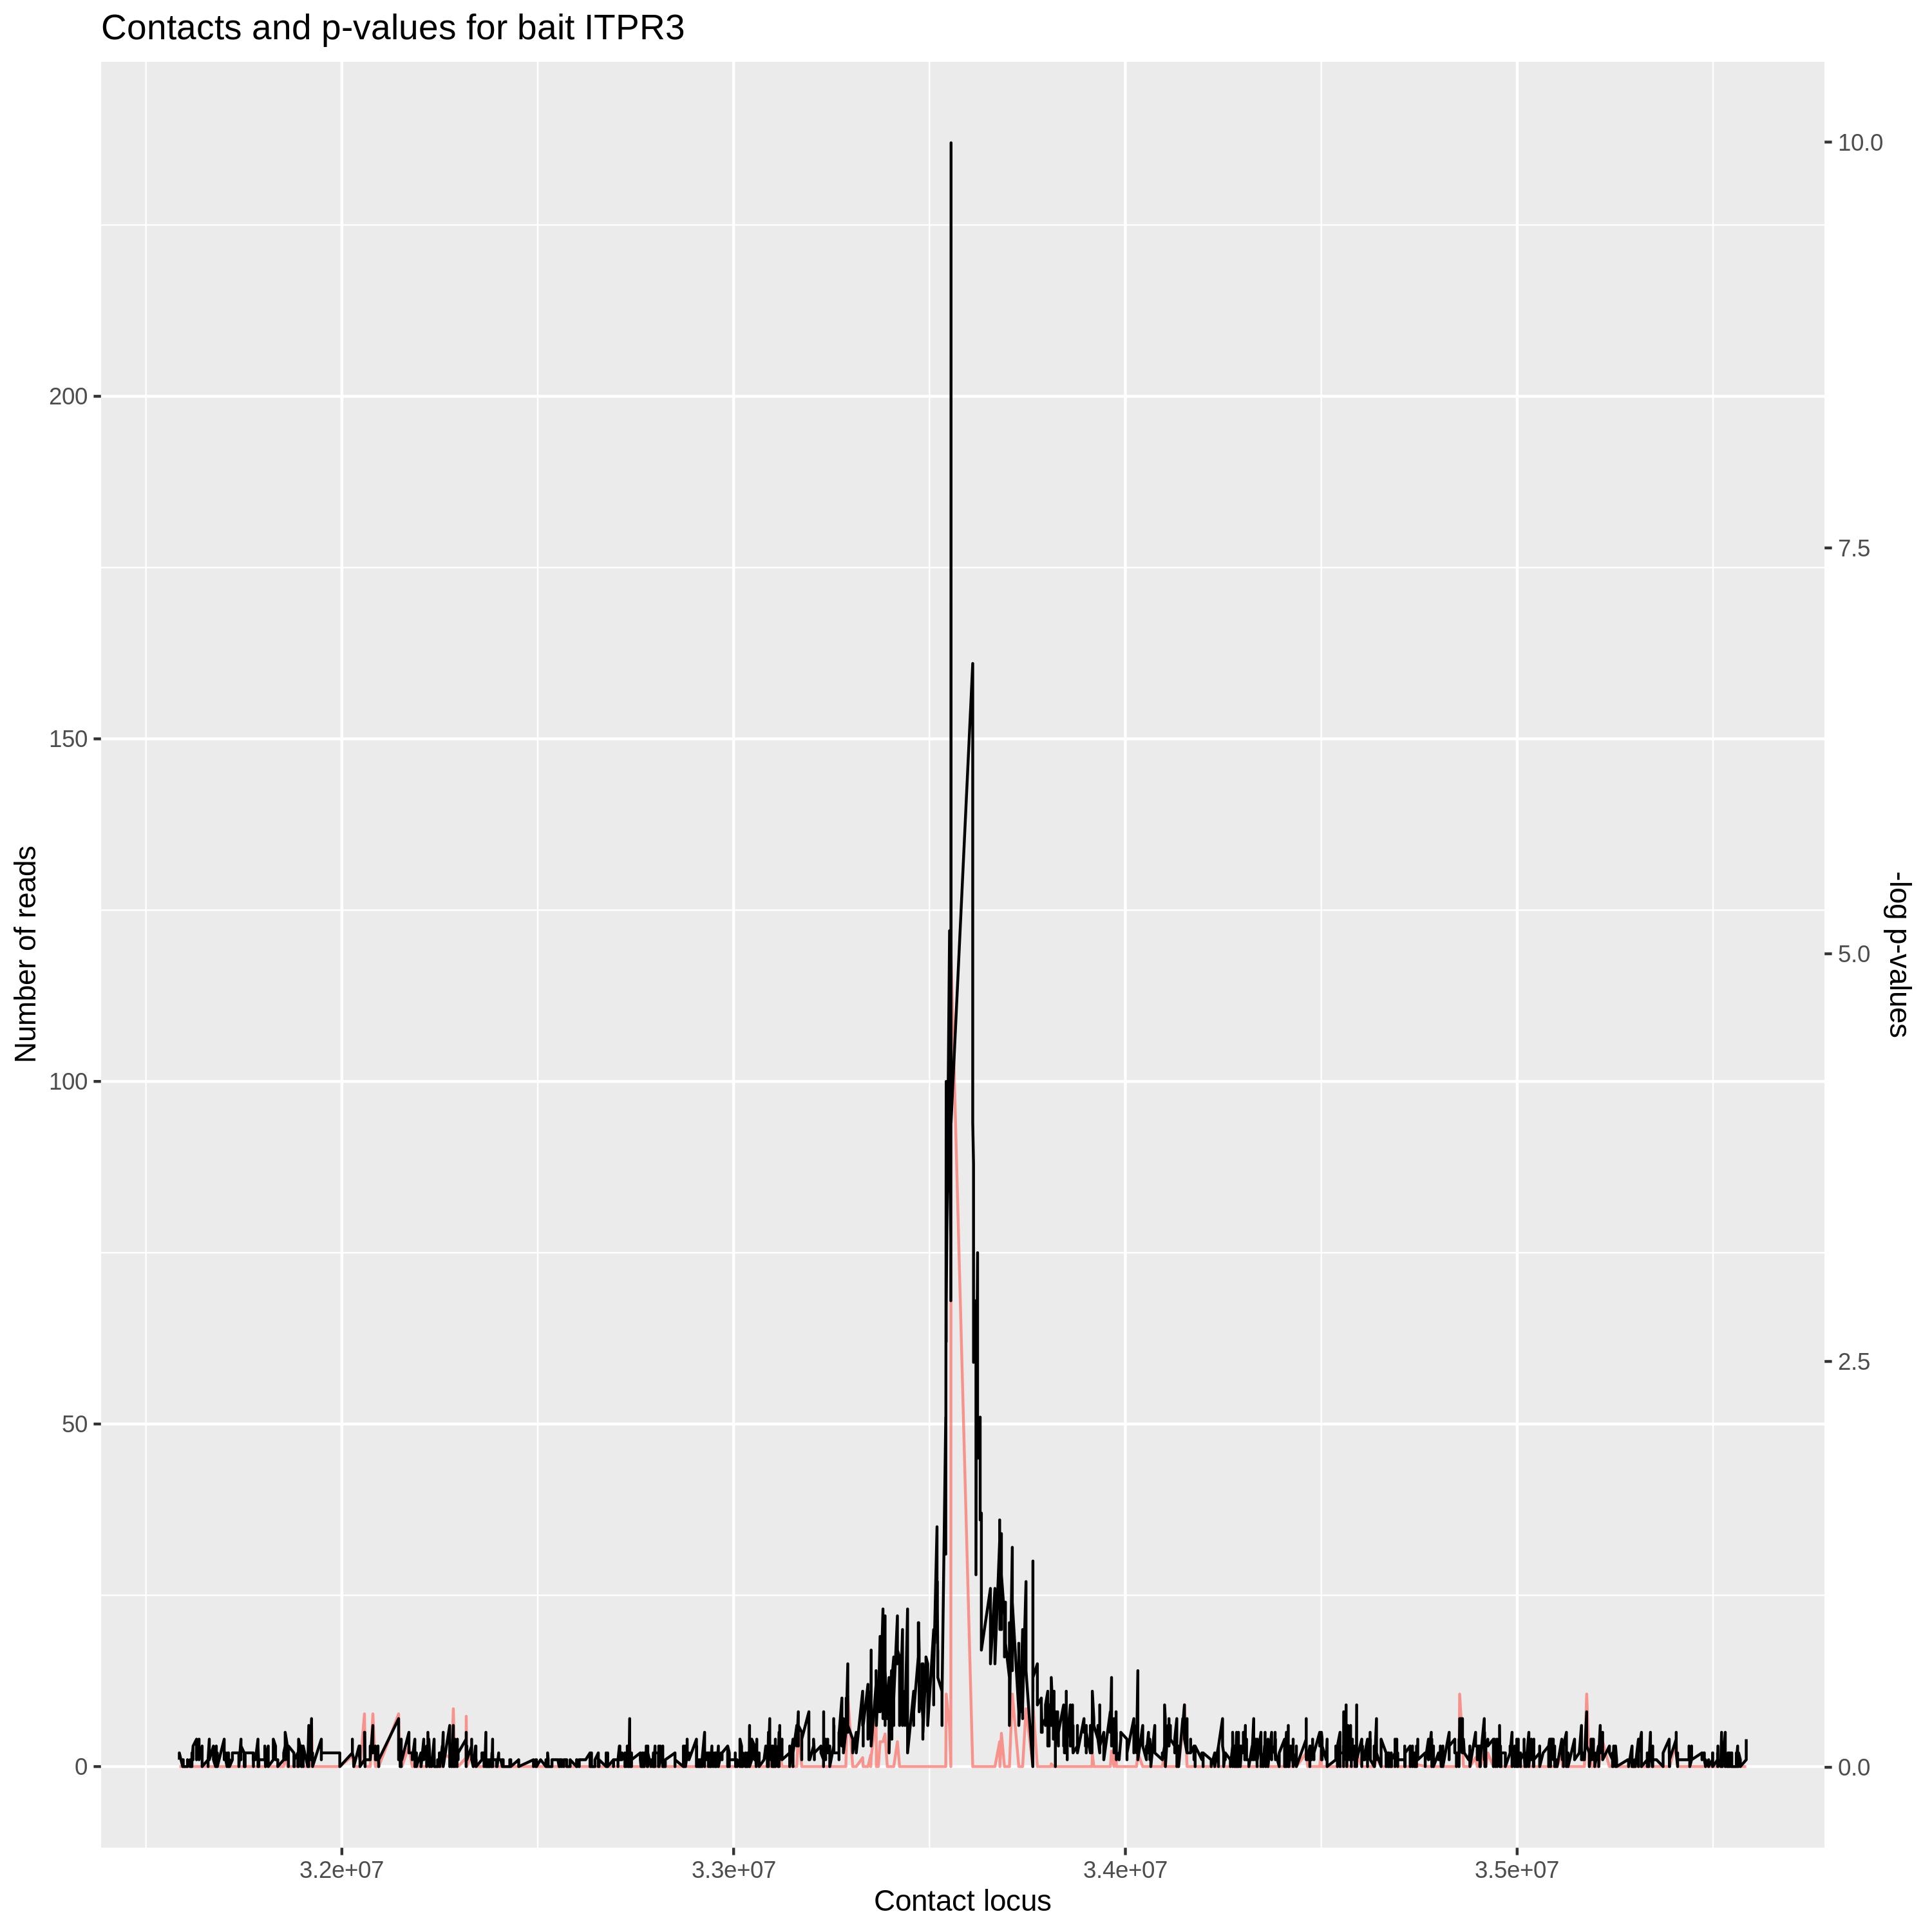 Contacts and p-values for bait ITPR3
10.0
7.5
5.0
2.5
0.0
-log p-values
200
150
100
50
0
Number of reads
3.2e+07
3.3e+07
3.4e+07
3.5e+07
Contact locus